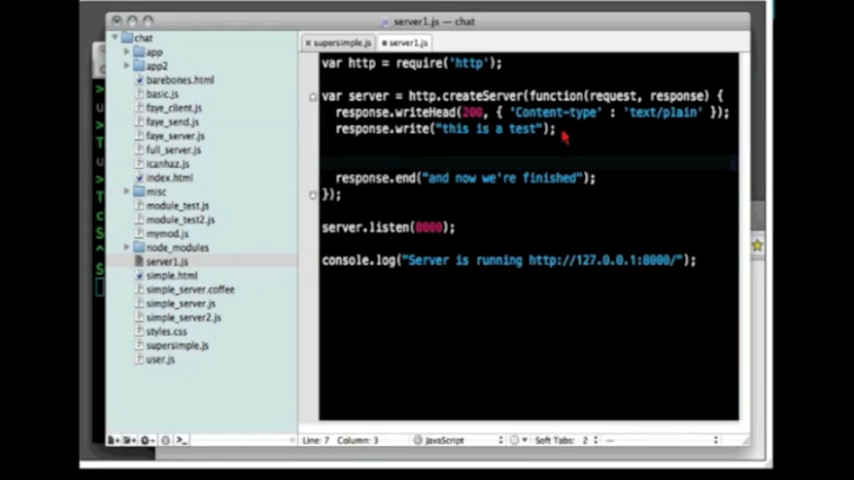 server1.js — chat
chat
app
app2
barebones.html
basic.js
faye_client.js
faye_send.js
faye_server.js
full_server.js
icanhaz.js
index.html
misc
module_test.js
module_test2.js
mymod.js
node_modules
server1.js
simple.html
simple_server.coffee
simple_server.js
simple_server2.js
styles.css
supersimple.js
user.js
supersimple.js server1.js
var http = require('http');
var server = http.createServer(function(request, response) {
response.writeHead(200, { 'Content-type' : 'text/plain' });
response.write("this is a test");
response.end("and now we're finished");
});
server.listen(8000);
console.log("Server is running http://127.0.0.1:8000/");
Line: 7 Column: 3 JavaScript Soft Tabs: 2 —